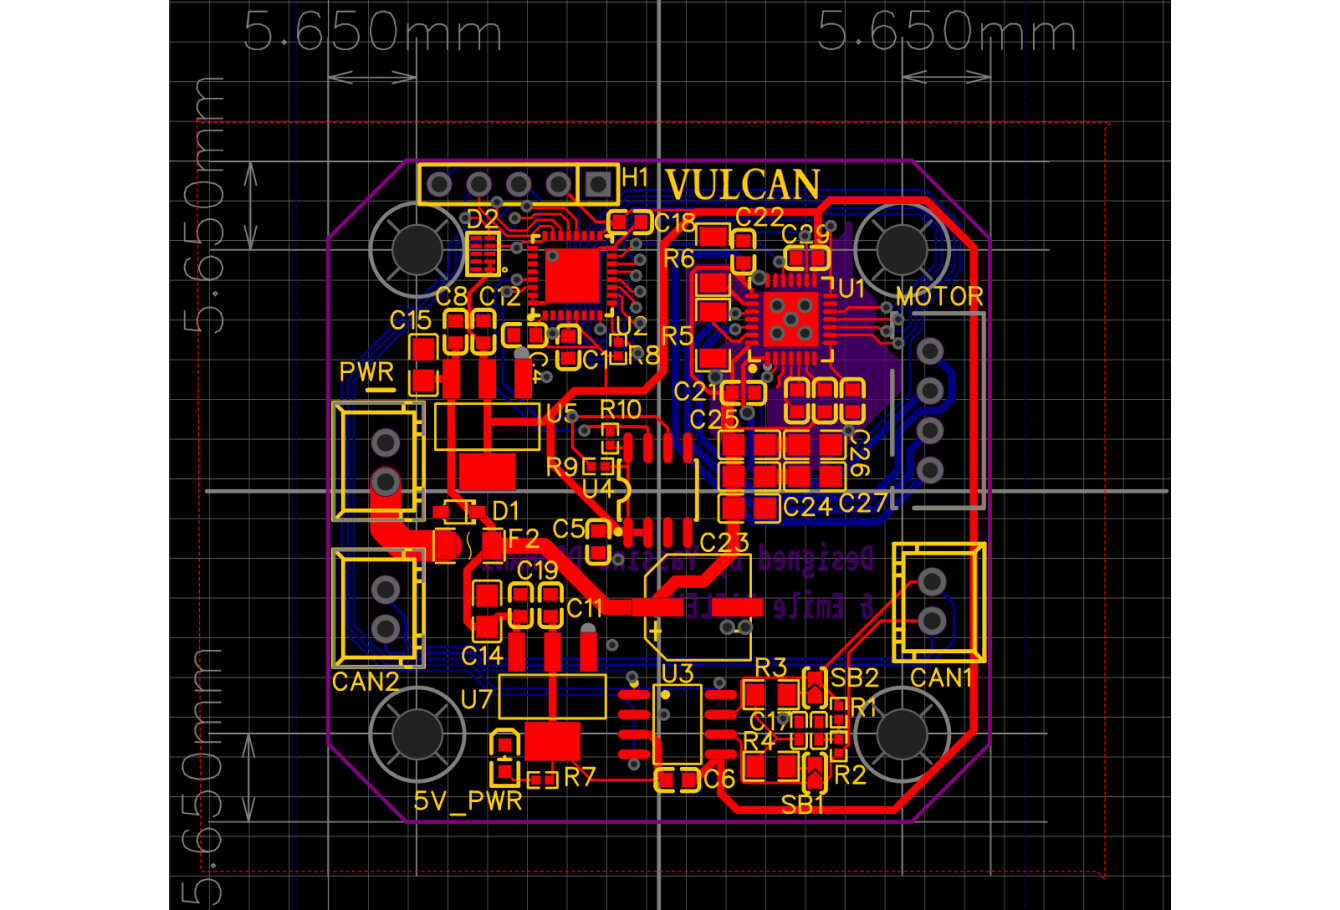 5.650mm 5.650mm
5.650mm
H1 VULCAN
D2 C18 C22
C29
R6
U1
C8 C12 MOTOR
C15
U2
R5
C1 R8
C4
PWR
C21
R10 C25
U5
C26
R9
U4
C24 C27
D1
C5
F2 C23
Designed by Yassine
C19
& Emile
C11
C14
U3 R3
SB2 CAN1
CAN2
U7 R1
C17
R4
R7 C6 R2
5V_PWR SB1
5.650mm